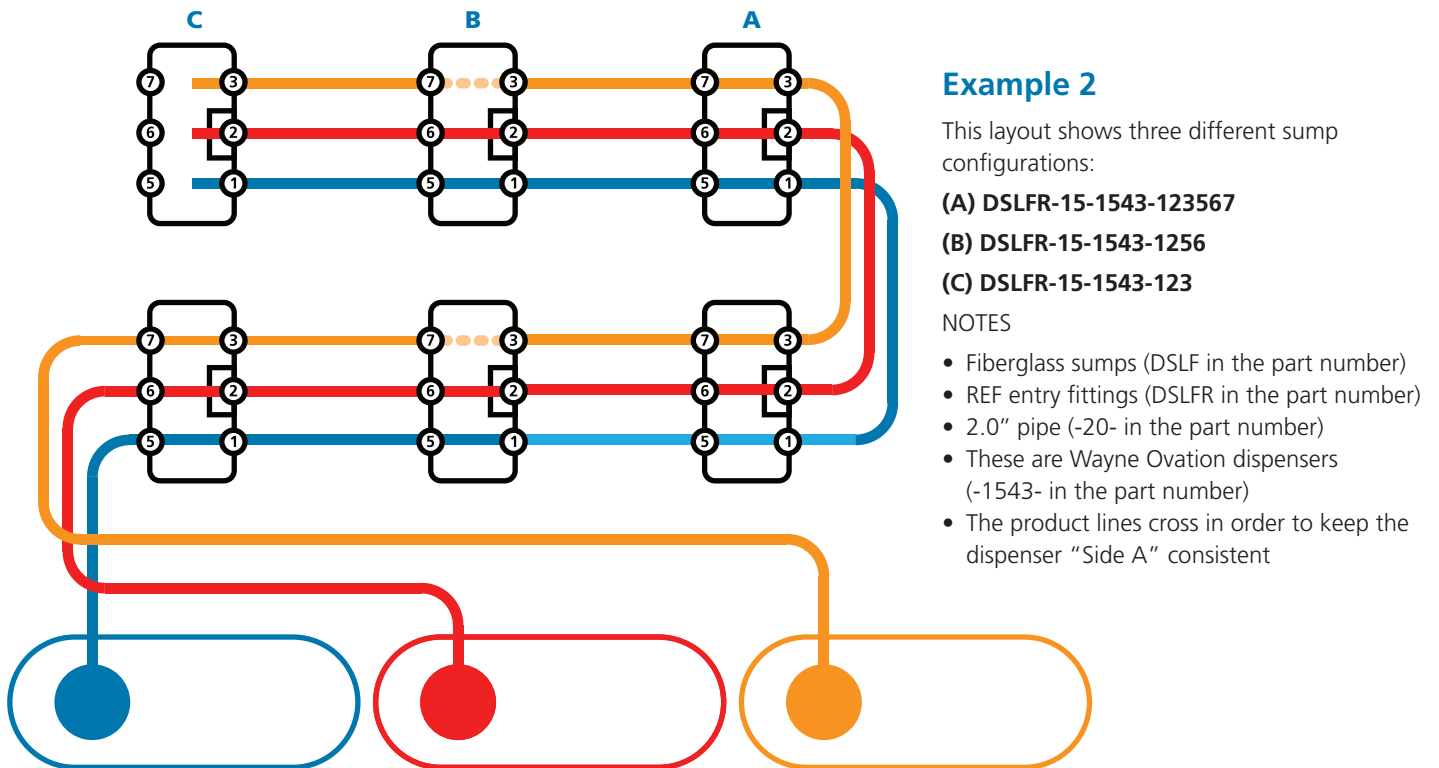 C B A
7 3 7 3 7 3
6 2 6 2 6 2
5 1 5 1 5 1
7 3 7 3 7 3
6 2 6 2 6 2
5 1 5 1 5 1
Example 2
This layout shows three different sump
configurations:
(A) DSLFR-15-1543-123567
(B) DSLFR-15-1543-1256
(C) DSLFR-15-1543-123
NOTES
• Fiberglass sumps (DSLF in the part number)
• REF entry fittings (DSLFR in the part number)
• 2.0” pipe (-20- in the part number)
• These are Wayne Ovation dispensers
(-1543- in the part number)
• The product lines cross in order to keep the
dispenser “Side A” consistent